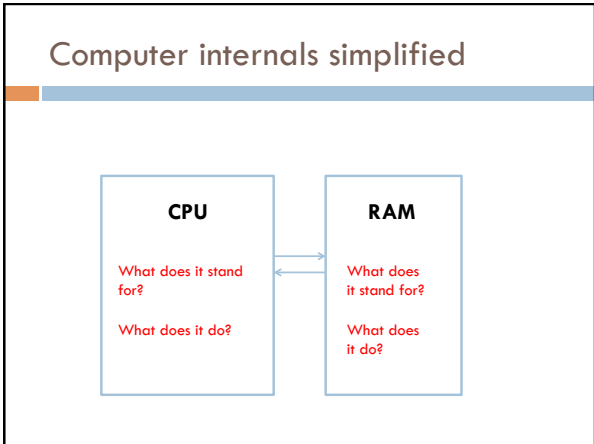 Computer internals simplified
CPU
What does it stand
for?
What does it do?
RAM
What does
it stand for?
What does
it do?